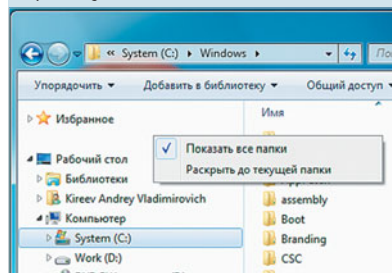 « System (C:) ▸ Windows ▸
Упорядочить ▾ Добавить в библиотеку ▾ Общий доступ ▾
Избранное
Имя
Показать все папки
Раскрыть до текущей папки
Рабочий стол
Библиотеки
Kireev Andrey Vladimirovich
assembly
Компьютер
Boot
System (C:)
Branding
Work (D:)
CSC